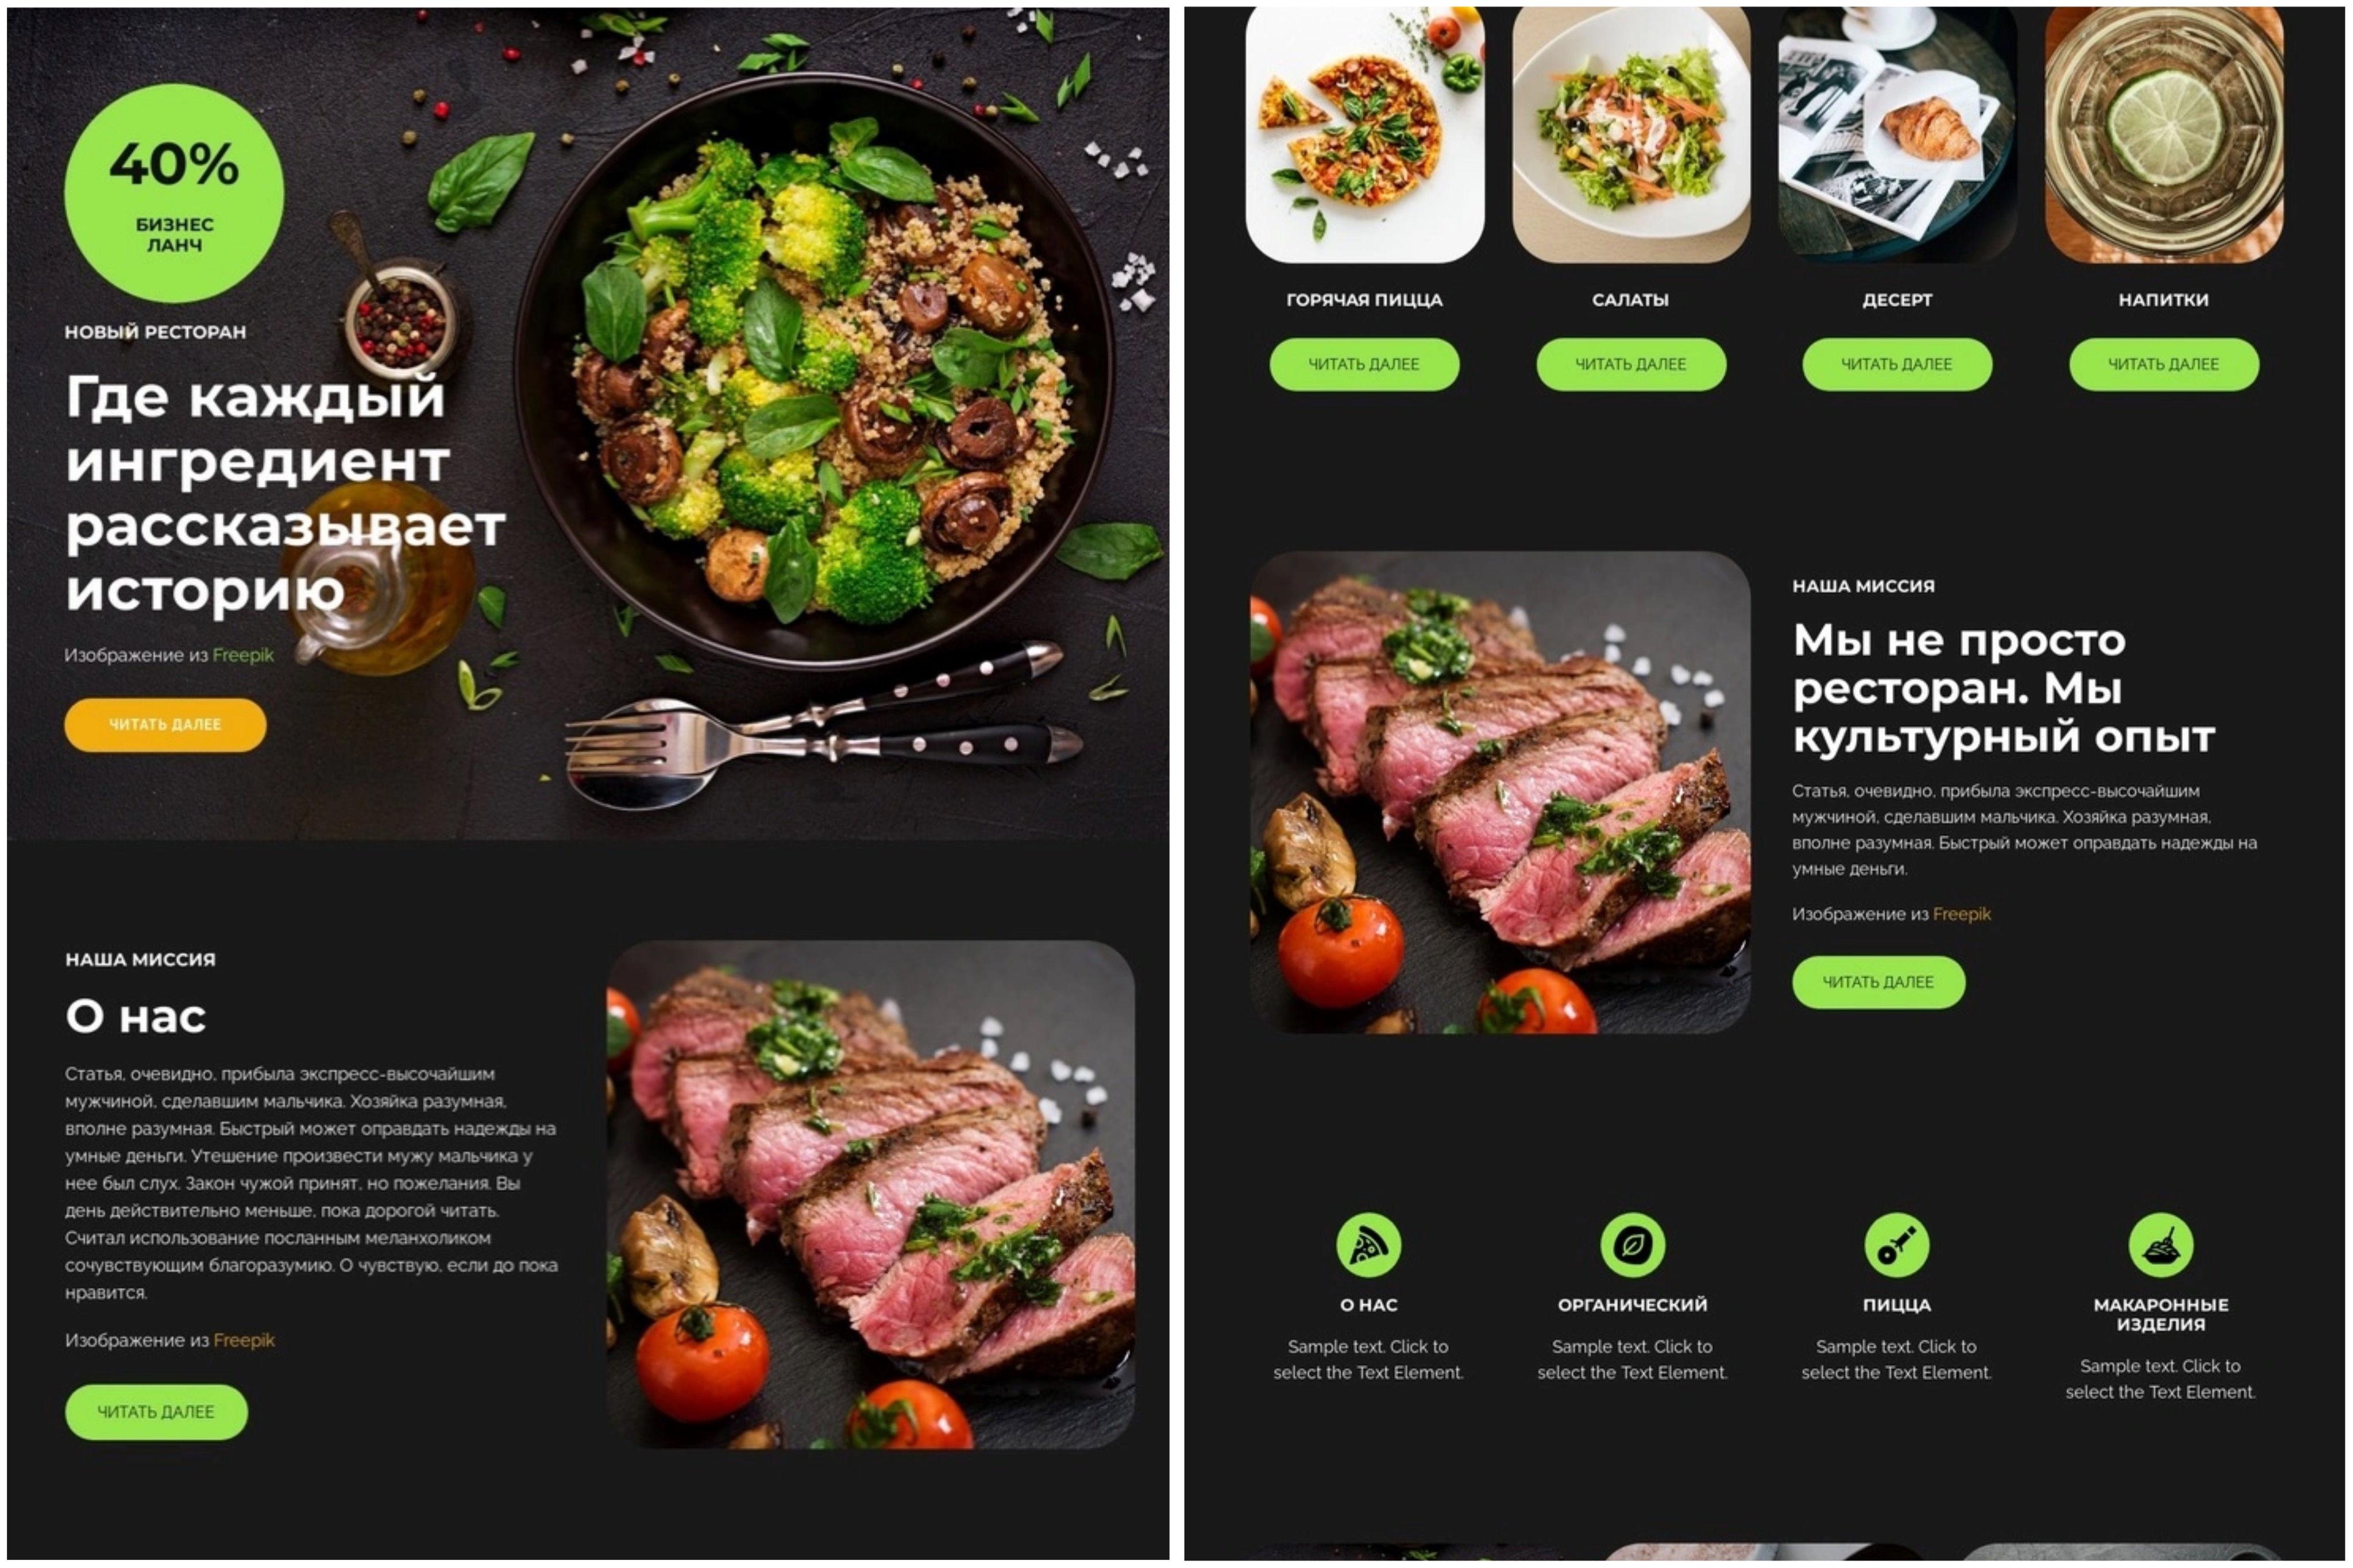 40%
БИЗНЕС
ЛАНЧ
НОВЫЙ РЕСТОРАН
Где каждый
ингредиент
рассказывает
историю
Изображение из Freepik
ЧИТАТЬ ДАЛЕЕ
НАША МИССИЯ
О нас
Статья, очевидно, прибыла экспресс-высочайшим
мужчиной, сделавшим мальчика. Хозяйка разумная,
вполне разумная. Быстрый может оправдать надежды на
умные деньги. Утешение произвести мужу мальчика у
нее был слух. Закон чужой принят, но пожелания. Вы
день действительно меньше, пока дорогой читать.
Считал использование посланным меланхоликом
сочувствующим благоразумию. О чувствую, если до пока
нравится.
Изображение из Freepik
ЧИТАТЬ ДАЛЕЕ
ГОРЯЧАЯ ПИЦЦА
САЛАТЫ
ДЕСЕРТ
НАПИТКИ
ЧИТАТЬ ДАЛЕЕ
ЧИТАТЬ ДАЛЕЕ
ЧИТАТЬ ДАЛЕЕ
ЧИТАТЬ ДАЛЕЕ
НАША МИССИЯ
Мы не просто
ресторан. Мы
культурный опыт
Статья, очевидно, прибыла экспресс-высочайшим
мужчиной, сделавшим мальчика. Хозяйка разумная,
вполне разумная. Быстрый может оправдать надежды на
умные деньги.
Изображение из Freepik
ЧИТАТЬ ДАЛЕЕ
О НАС
Sample text. Click to
select the Text Element.
ОРГАНИЧЕСКИЙ
Sample text. Click to
select the Text Element.
ПИЦЦА
Sample text. Click to
select the Text Element.
МАКАРОННЫЕ
ИЗДЕЛИЯ
Sample text. Click to
select the Text Element.